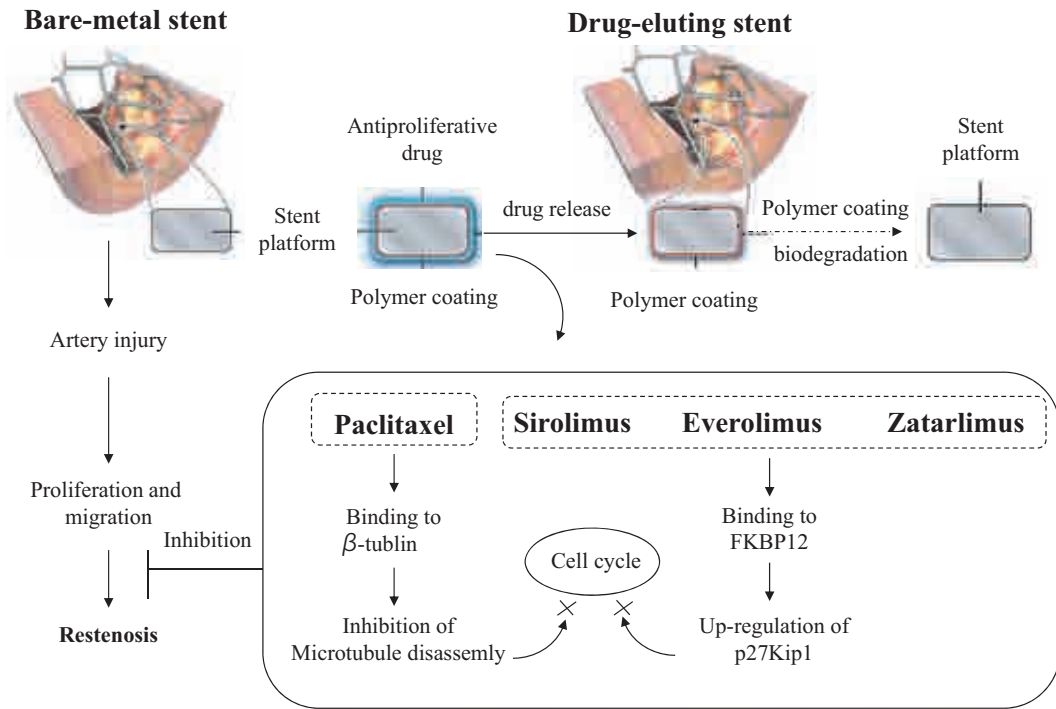 Bare-metal stent
Drug-eluting stent
Antiproliferative
drug
Stent
platform
Stent
platform
drug release
Polymer coating
biodegradation
Polymer coating
Polymer coating
Artery injury
Proliferation and
migration
Inhibition
Restenosis
Paclitaxel
Sirolimus
Everolimus
Zatarlimus
Binding to
β-tublin
Binding to
FKBP12
Cell cycle
Inhibition of
Microtubule disassemly
Up-regulation of
p27Kip1